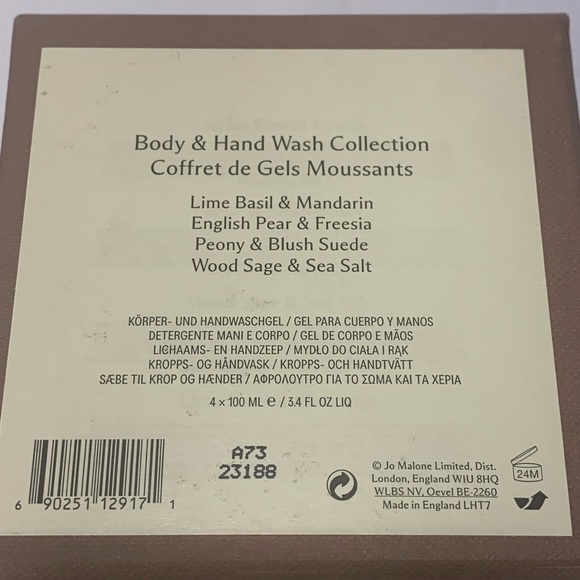 Body & Hand Wash Collection
Coffret de Gels Moussants
Lime Basil & Mandarin
English Pear & Freesia
Peony & Blush Suede
Wood Sage & Sea Salt
KÖRPER- UND HANDWASCHGEL / GEL PARA CUERPO Y MANOS
DETERGENTE MANI E CORPO / GEL DE CORPO E MÃOS
LICHAAMS- EN HANDZEEP / MYDŁO DO CIAŁA I RĄK
KROPPS- OG HÅNDVASK / KROPPS- OCH HANDTVÄTT
SÆBE TIL KROP OG HÆNDER / ΑΦΡΟΛΟΥΤΡΟ ΓΙΑ ΤΟ ΣΩΜΑ ΚΑΙ ΤΑ ΧΕΡΙΑ
4 × 100 ML ℮ / 3.4 FL OZ LIQ
A73
23188
6 90251 12917 1
© Jo Malone Limited, Dist.
London, England W1U 8HQ
WLBS NV, Oevel BE-2260
Made in England LHT7
24M